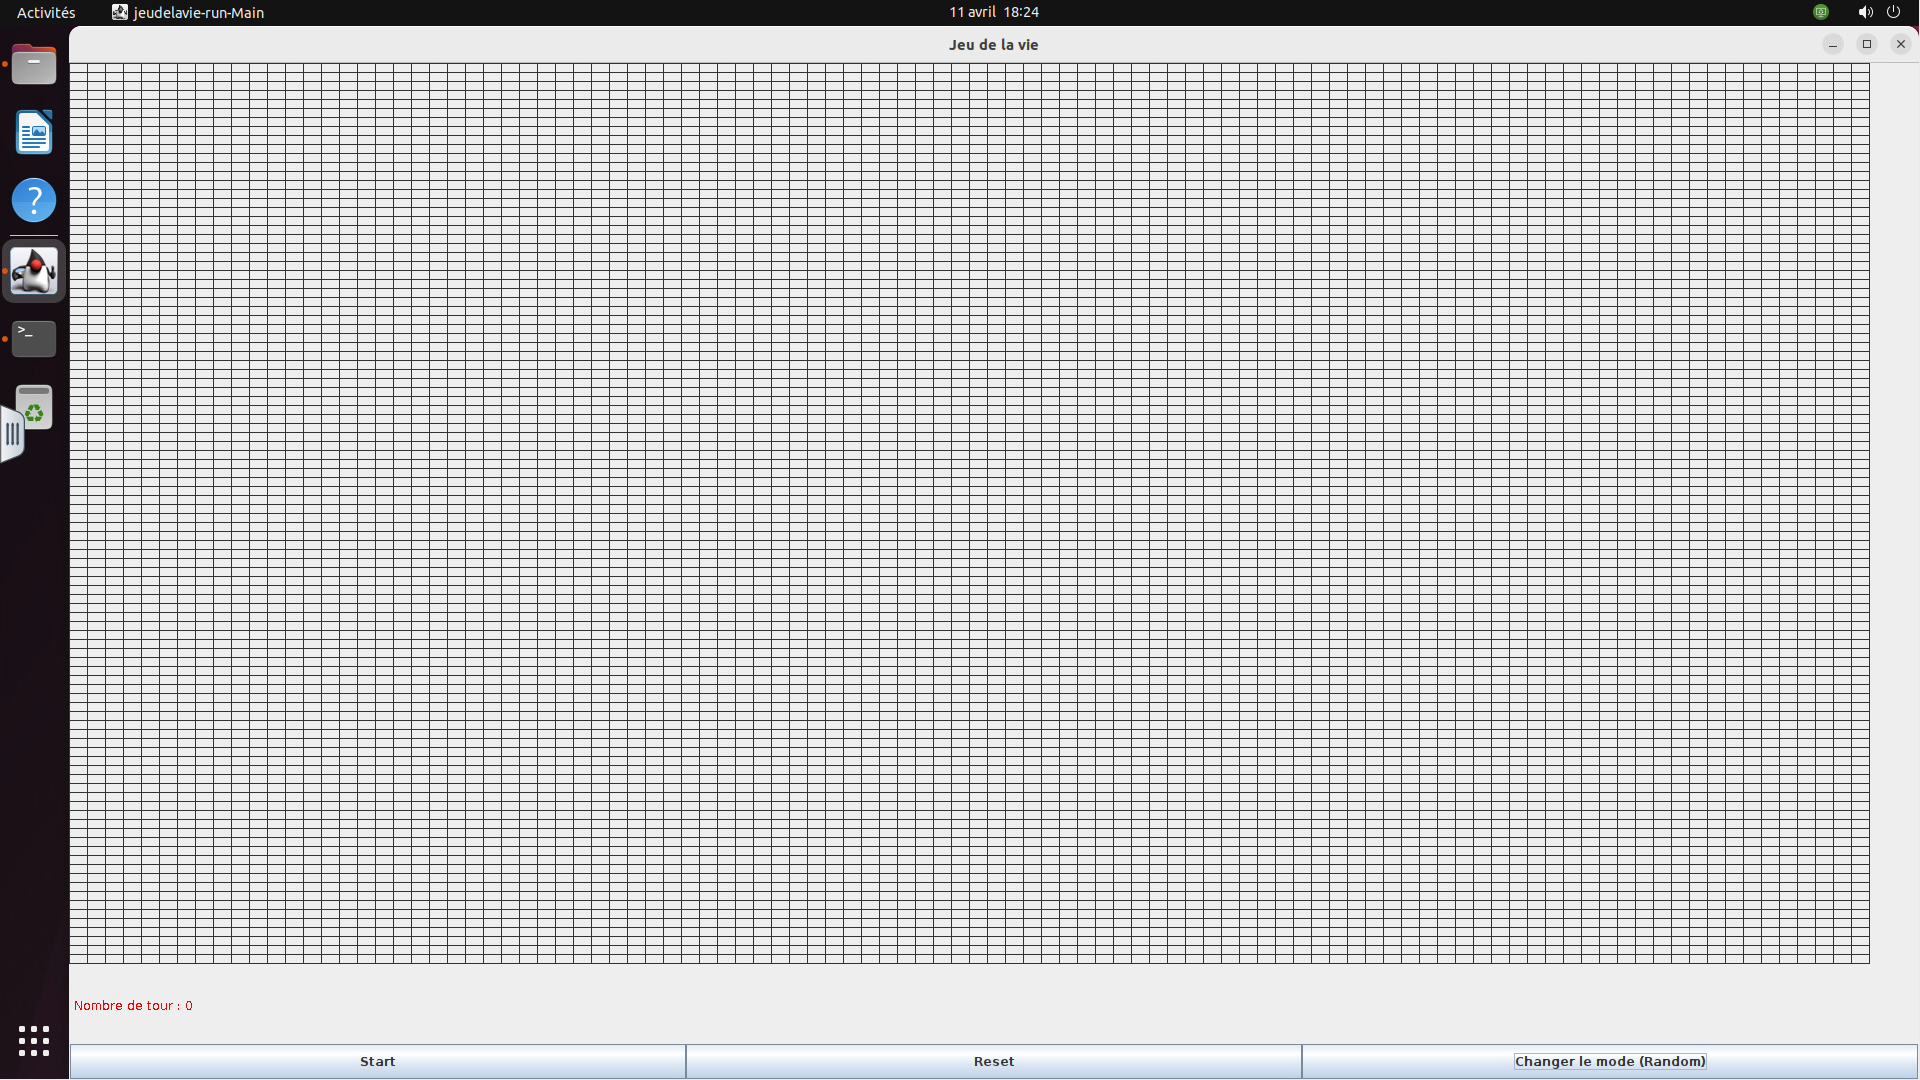 Activités jeudelavie-run-Main 11 avril 18:24
Jeu de la vie
?
>_
Nombre de tour : 0
Start Reset Changer le mode (Random)